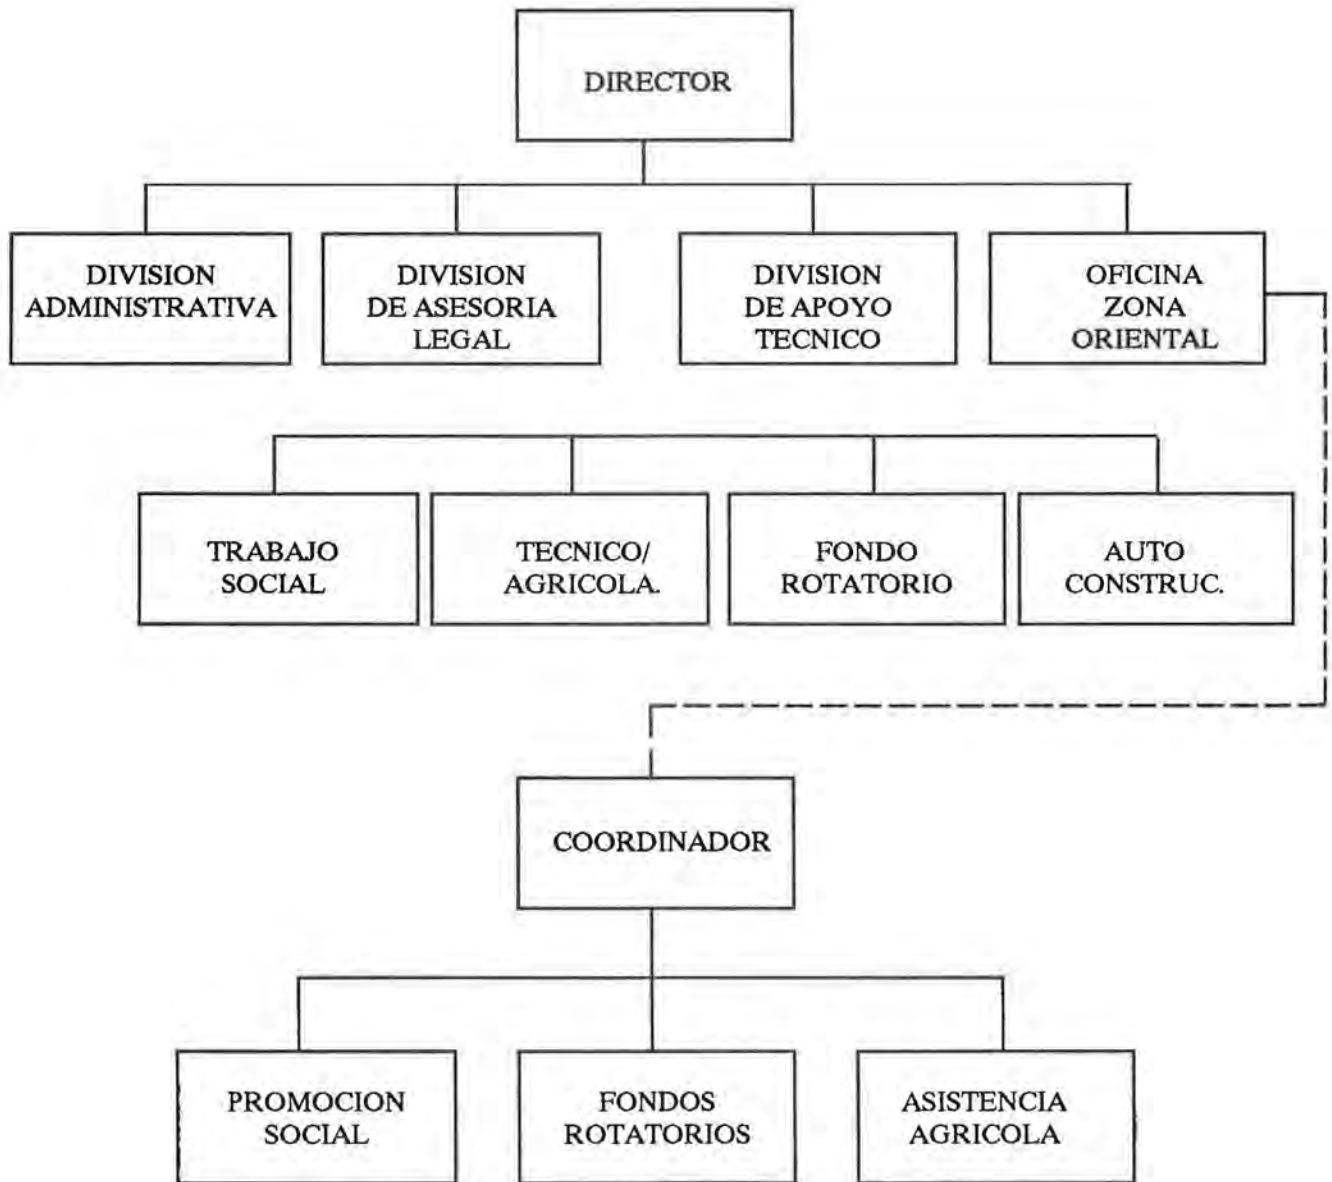 DIRECTOR
DIVISION
ADMINISTRATIVA
DIVISION
DE ASESORIA
LEGAL
DIVISION
DE APOYO
TECNICO
OFICINA
ZONA
ORIENTAL
TRABAJO
SOCIAL
TECNICO/
AGRICOLA.
FONDO
ROTATORIO
AUTO
CONSTRUC.
COORDINADOR
PROMOCION
SOCIAL
FONDOS
ROTATORIOS
ASISTENCIA
AGRICOLA